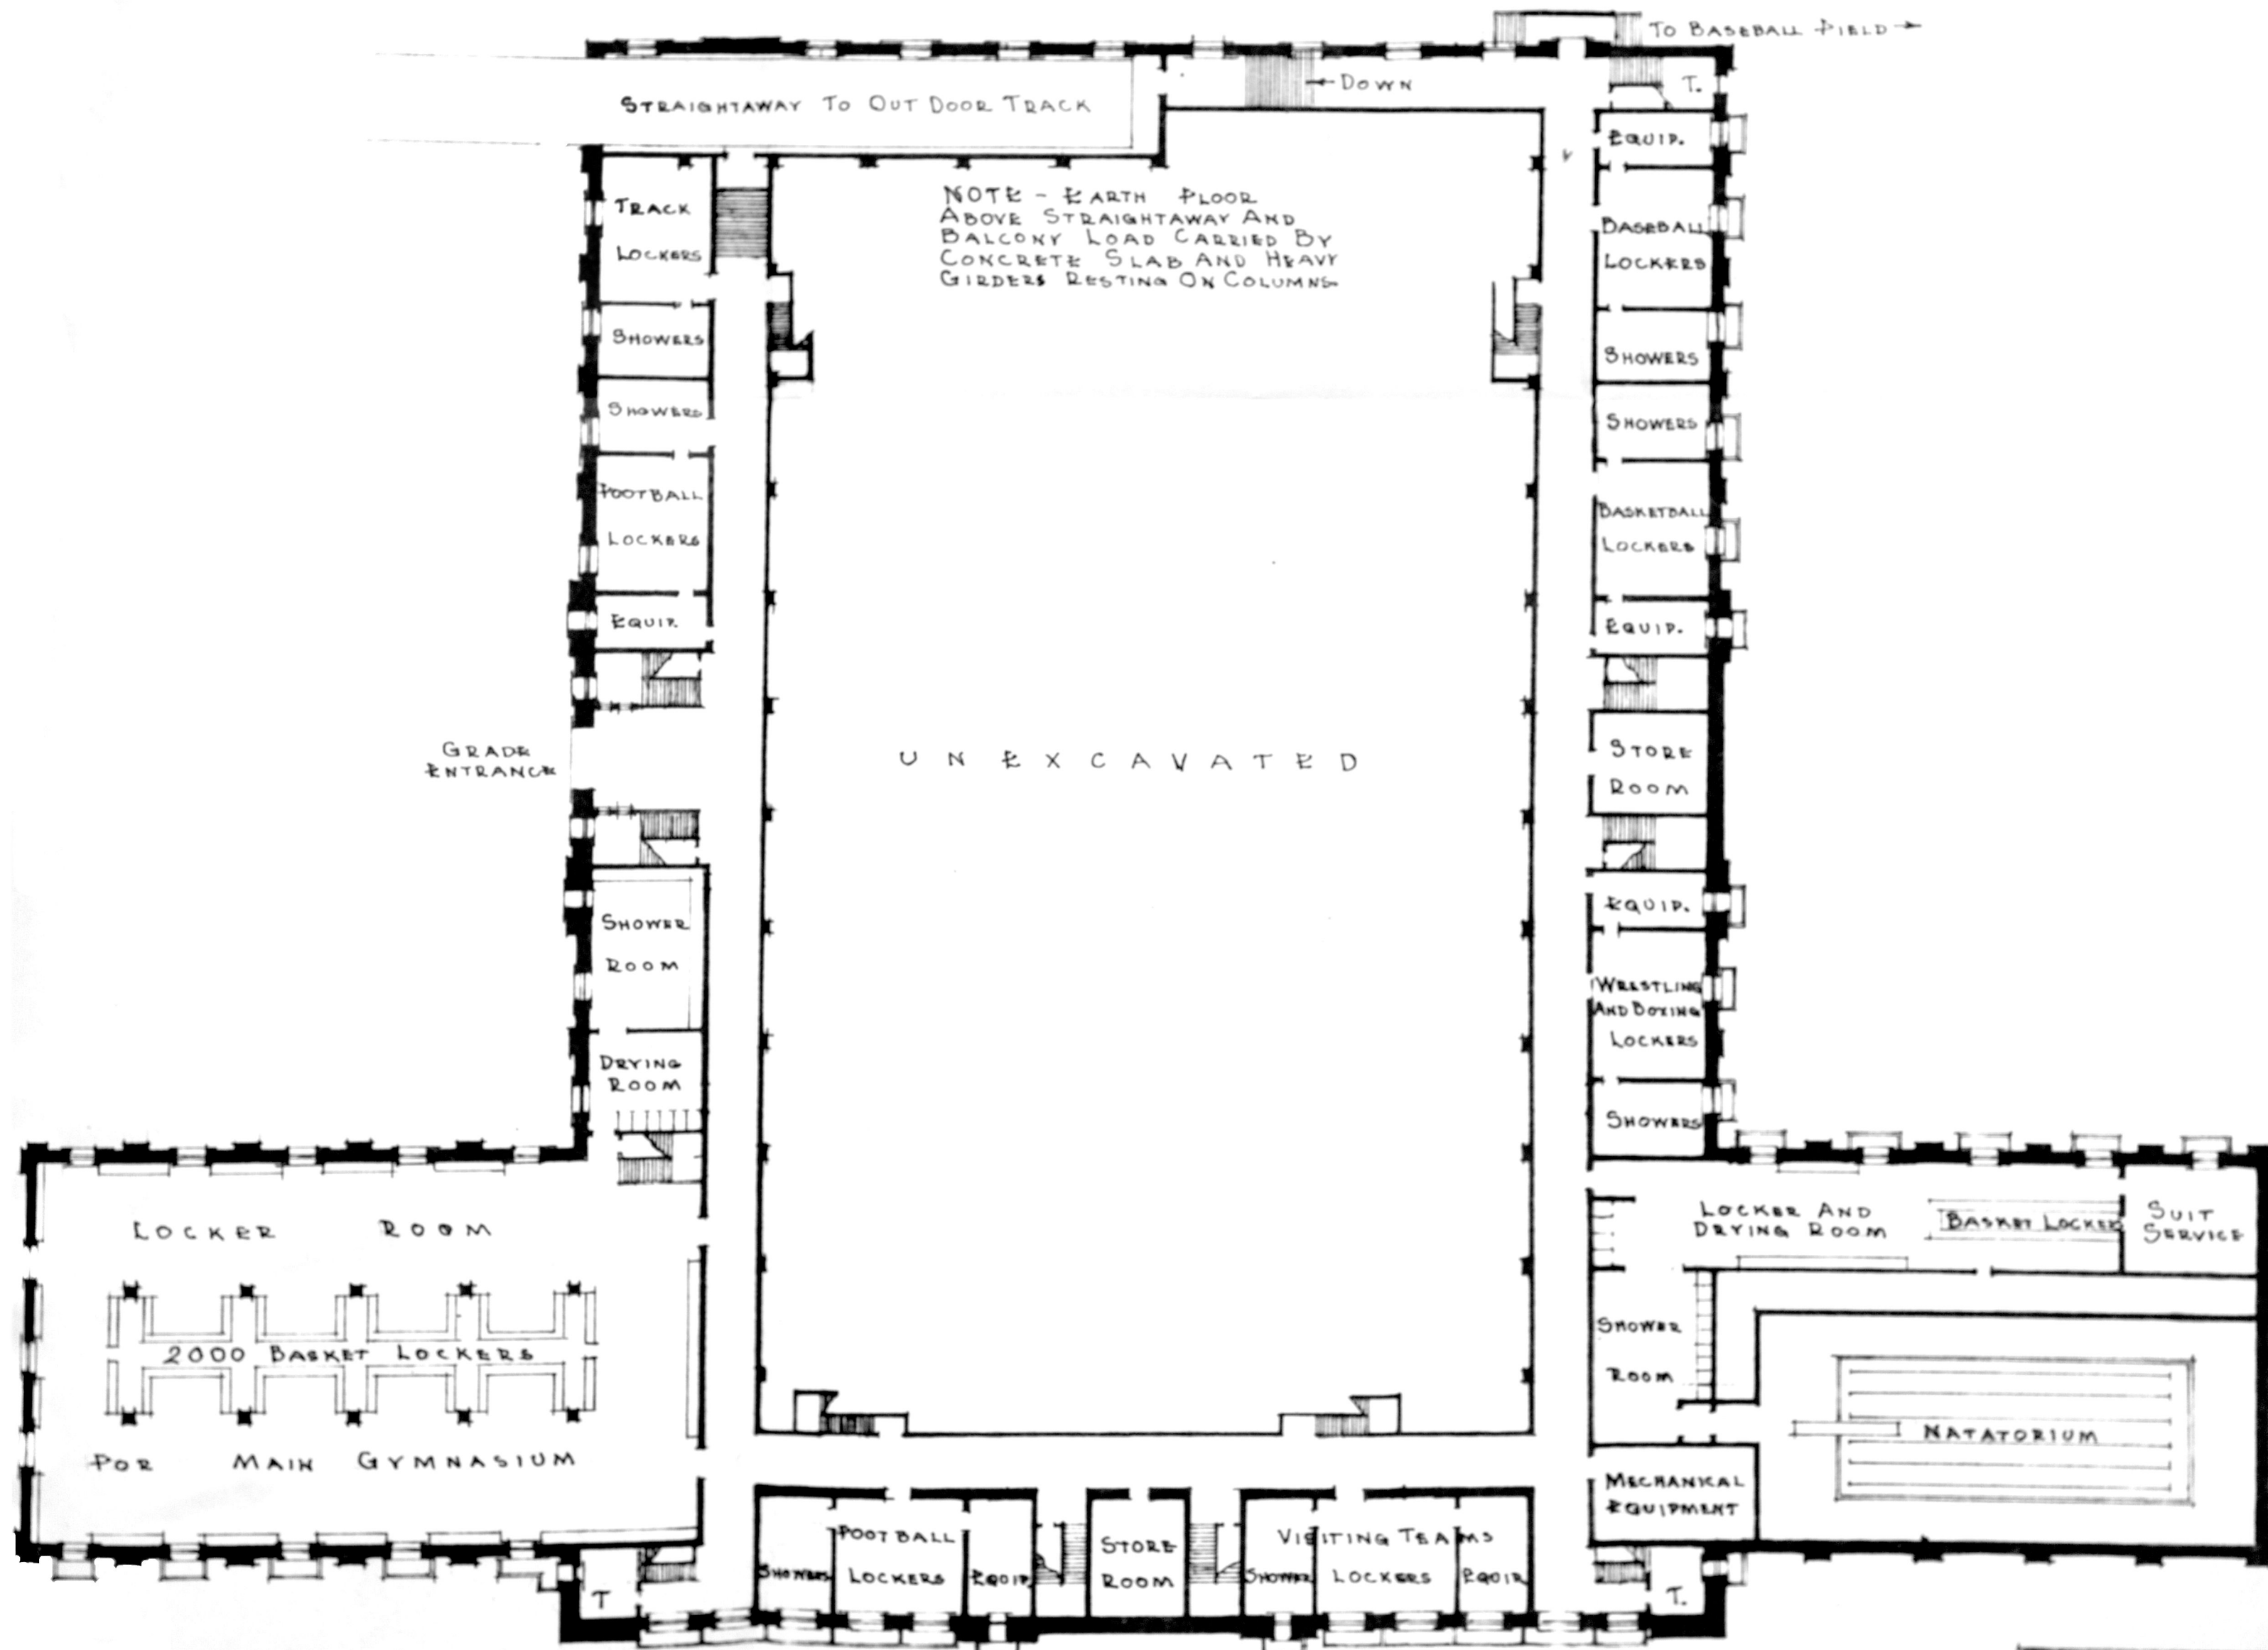 TO BASEBALL FIELD
STRAIGHTAWAY TO OUT DOOR TRACK
DOWN
T.
EQUIP.
NOTE - EARTH FLOOR
ABOVE STRAIGHTAWAY AND
BALCONY LOAD CARRIED BY
CONCRETE SLAB AND HEAVY
GIRDERS RESTING ON COLUMNS
TRACK
LOCKERS
BASEBALL
LOCKERS
SHOWERS
SHOWERS
SHOWERS
SHOWERS
FOOTBALL
LOCKERS
BASKETBALL
LOCKERS
EQUIP.
EQUIP.
GRADE
ENTRANCE
UNEXCAVATED
STORE
ROOM
SHOWER
ROOM
EQUIP.
WRESTLING
AND BOXING
LOCKERS
DRYING
ROOM
SHOWERS
LOCKER ROOM
2000 BASKET LOCKERS
FOR MAIN GYMNASIUM
LOCKER AND
DRYING ROOM
BASKET LOCKERS
SUIT
SERVICE
SHOWER
ROOM
NATATORIUM
MECHANICAL
EQUIPMENT
T
SHOWERS
FOOTBALL
LOCKERS
EQUIP.
STORE
ROOM
VISITING TEAMS
SHOWER
LOCKERS
EQUIP.
T.